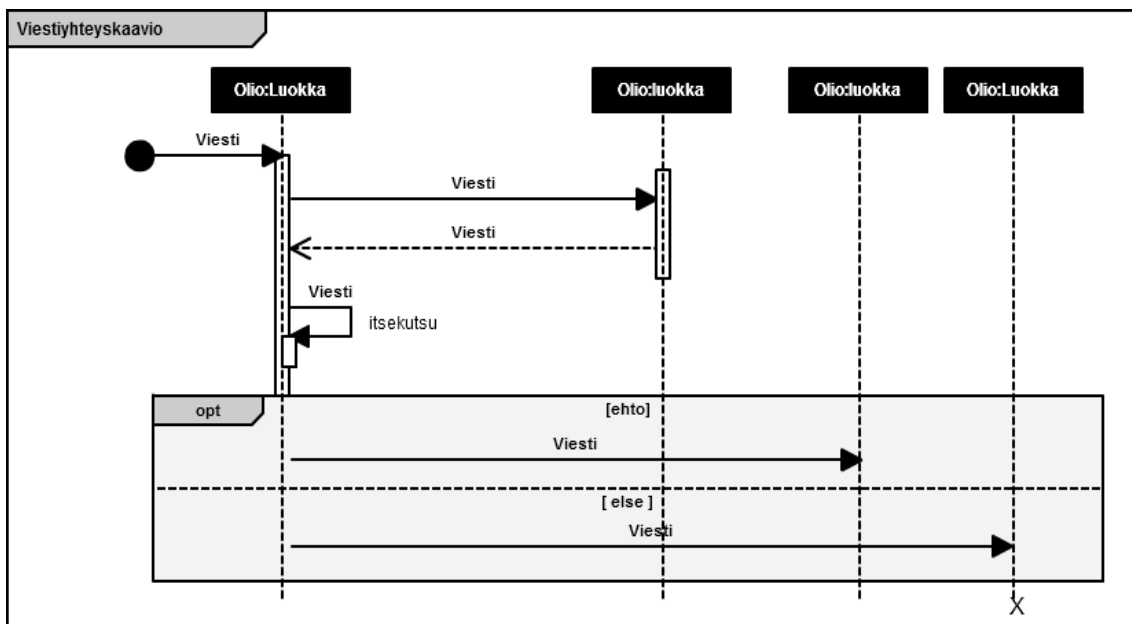 Viestiyhteyskaavio
Olio:Luokka
Olio:luokka
Olio:luokka
Olio:Luokka
Viesti
Viesti
Viesti
Viesti
itsekutsu
opt
[ehto]
Viesti
[ else ]
Viesti
X